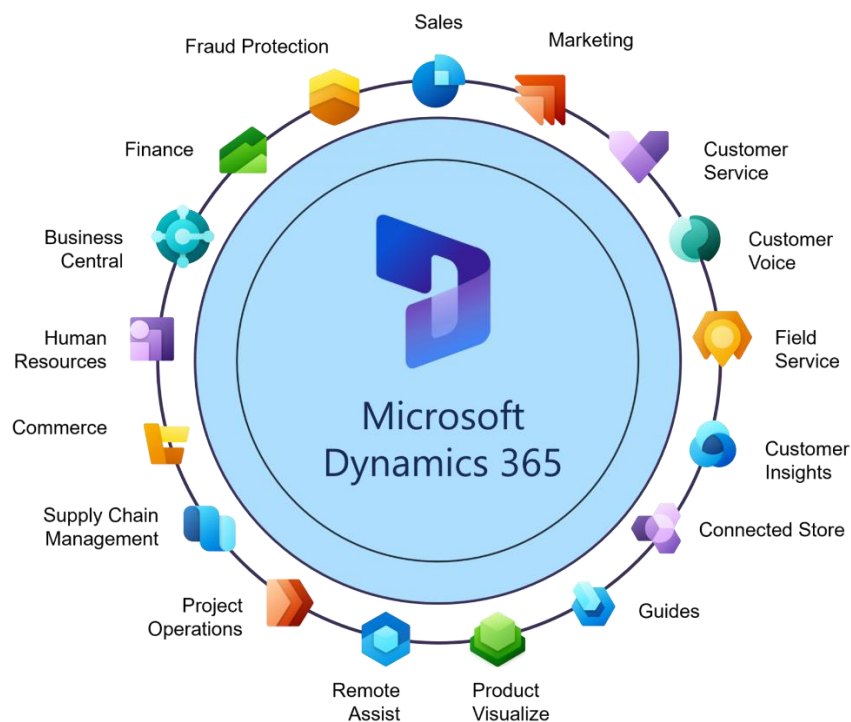 Sales
Marketing
Fraud Protection
Customer
Service
Finance
Customer
Voice
Business
Central
Field
Service
Human
Resources
Microsoft
Dynamics 365
Commerce
Customer
Insights
Supply Chain
Management
Connected Store
Project
Operations
Guides
Remote
Assist
Product
Visualize